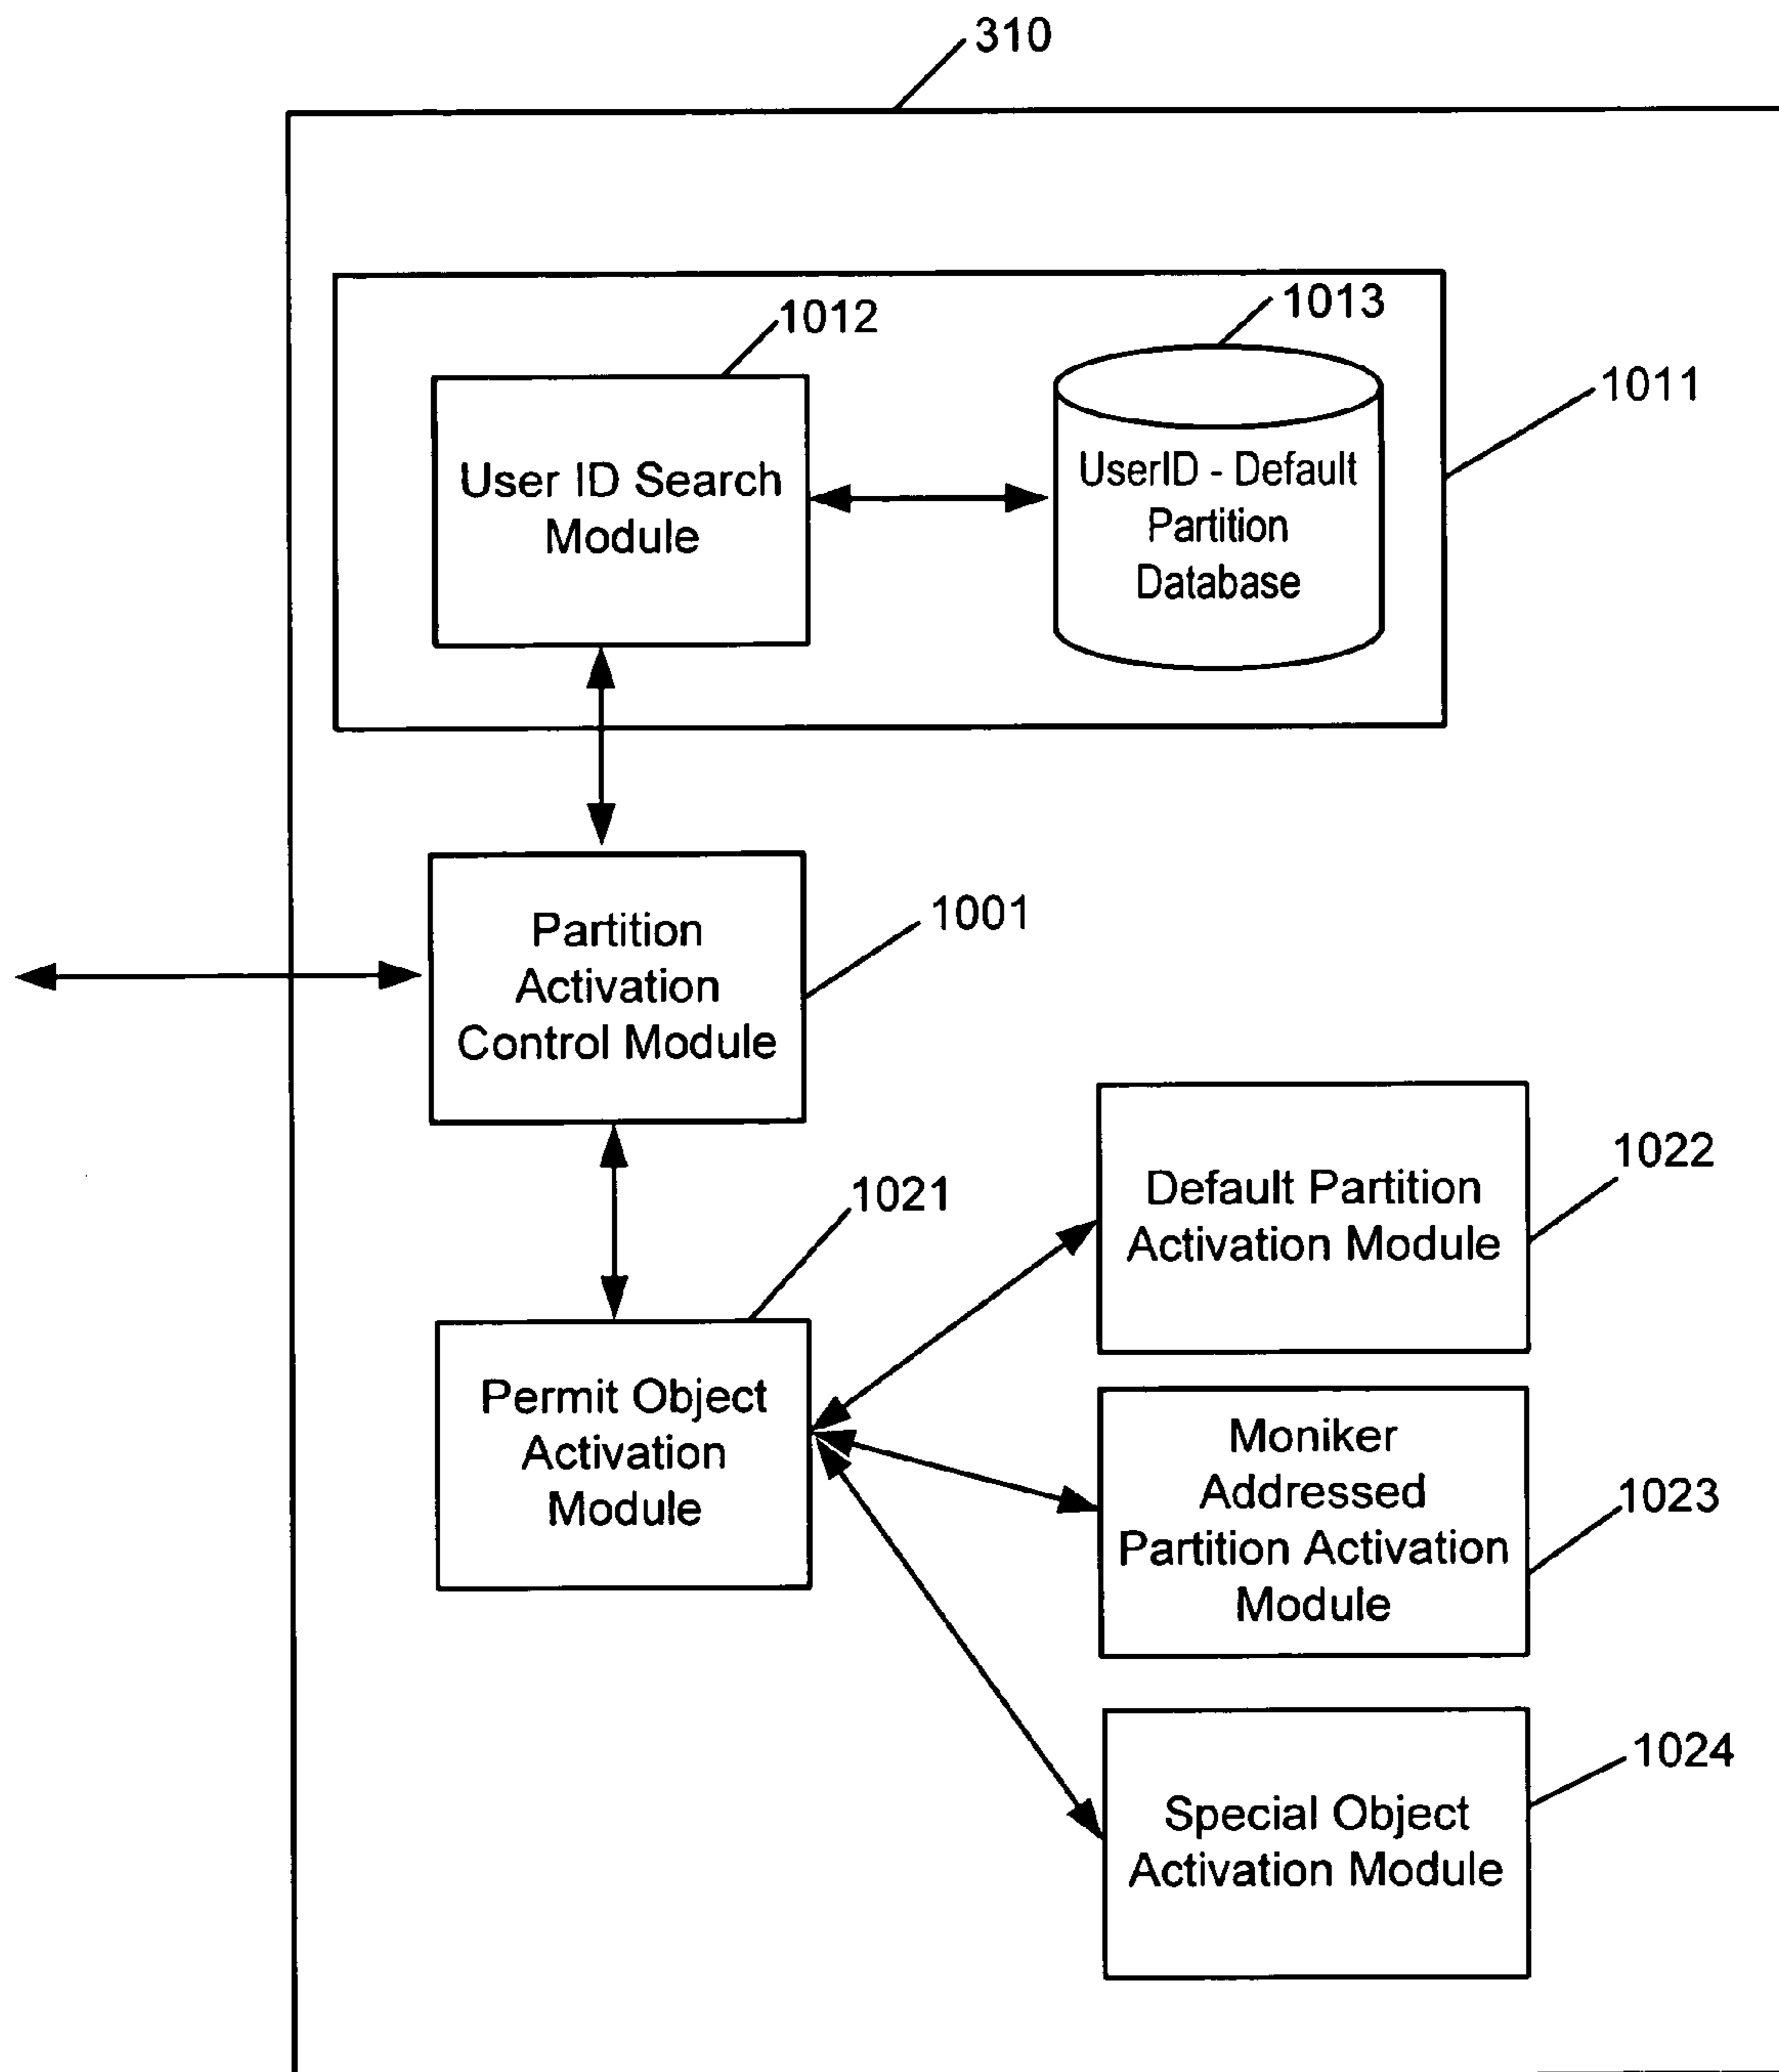 310
1012
1013
1011
User ID Search
Module
UserID - Default
Partition
Database
1001
Partition
Activation
Control Module
1022
Default Partition
Activation Module
1021
Permit Object
Activation
Module
Moniker
Addressed
Partition Activation
Module
1023
1024
Special Object
Activation Module